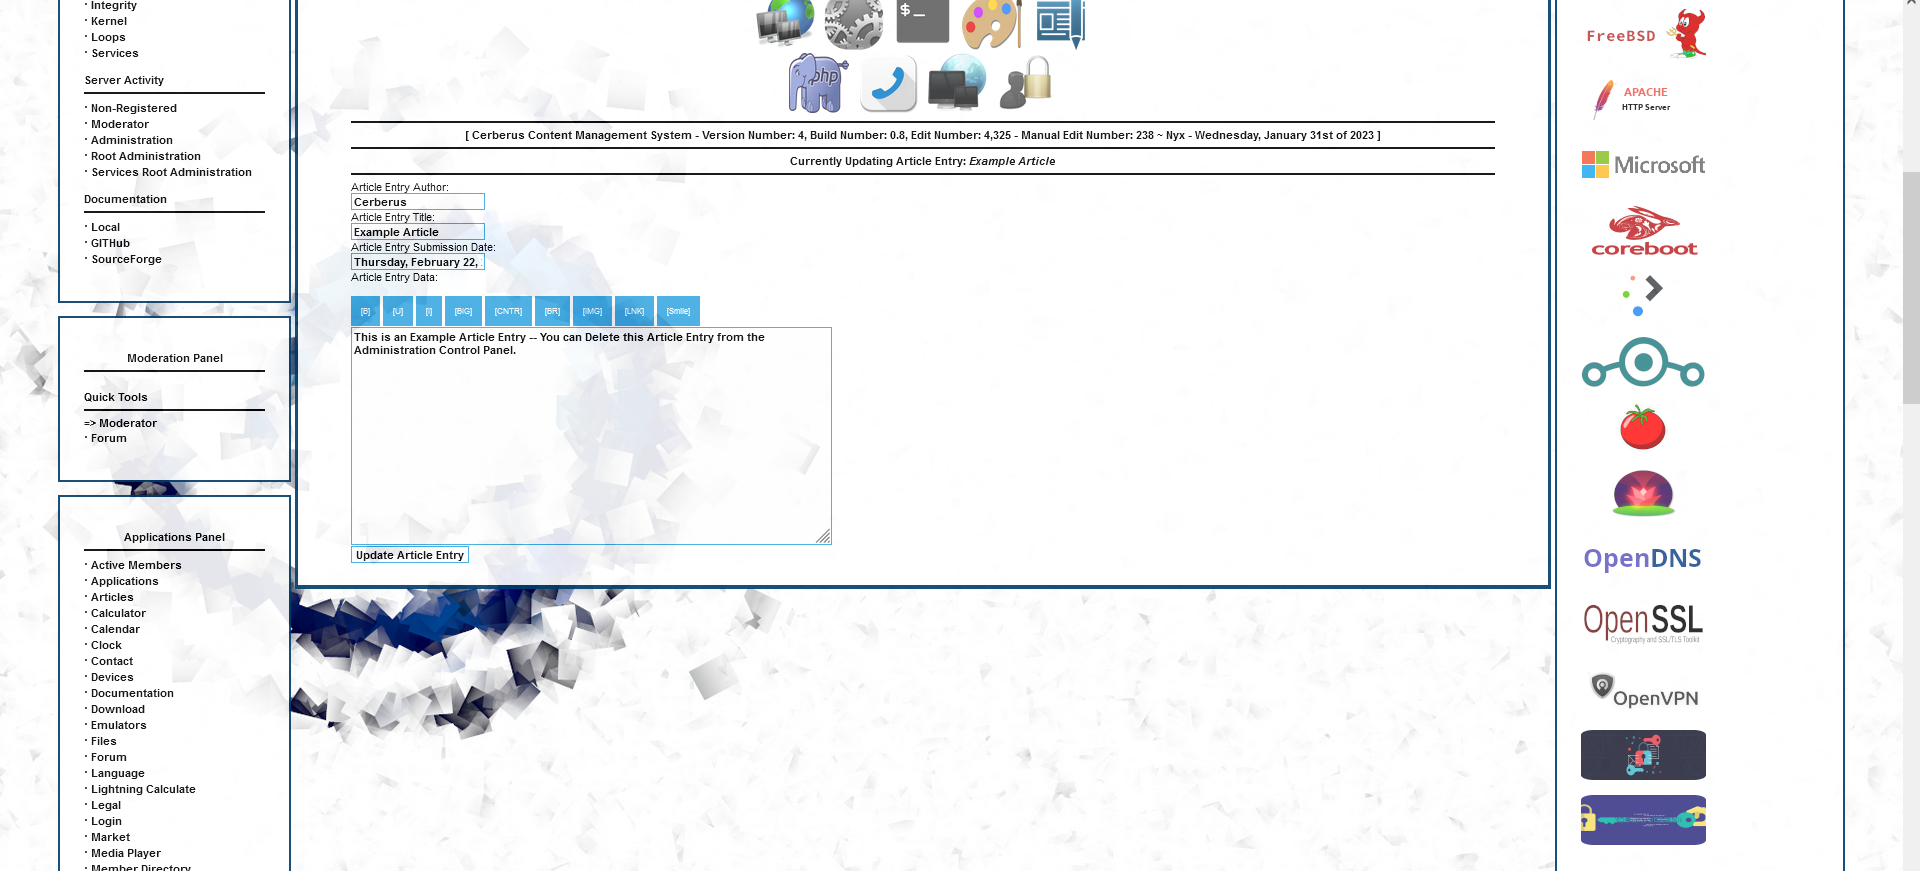 · Integrity
· Kernel
· Loops
· Services
Server Activity
· Non-Registered
· Moderator
· Administration
· Root Administration
· Services Root Administration
Documentation
· Local
· GITHub
· SourceForge
Moderation Panel
Quick Tools
=> Moderator
· Forum
Applications Panel
· Active Members
· Applications
· Articles
· Calculator
· Calendar
· Clock
· Contact
· Devices
· Documentation
· Download
· Emulators
· Files
· Forum
· Language
· Lightning Calculate
· Legal
· Login
· Market
· Media Player
· Member Directory
$_
php
[ Cerberus Content Management System - Version Number: 4, Build Number: 0.8, Edit Number: 4,325 - Manual Edit Number: 238 ~ Nyx - Wednesday, January 31st of 2023 ]
Currently Updating Article Entry: Example Article
Article Entry Author:
Cerberus
Article Entry Title:
Example Article
Article Entry Submission Date:
Thursday, February 22,
Article Entry Data:
[B] [U] [I] [BIG] [CNTR] [BR] [IMG] [LNK] [Smile]
This is an Example Article Entry -- You can Delete this Article Entry from the
Administration Control Panel.
Update Article Entry
FreeBSD
APACHE
HTTP Server
Microsoft
coreboot
OpenDNS
OpenSSL
Cryptography and SSL/TLS Toolkit
OpenVPN